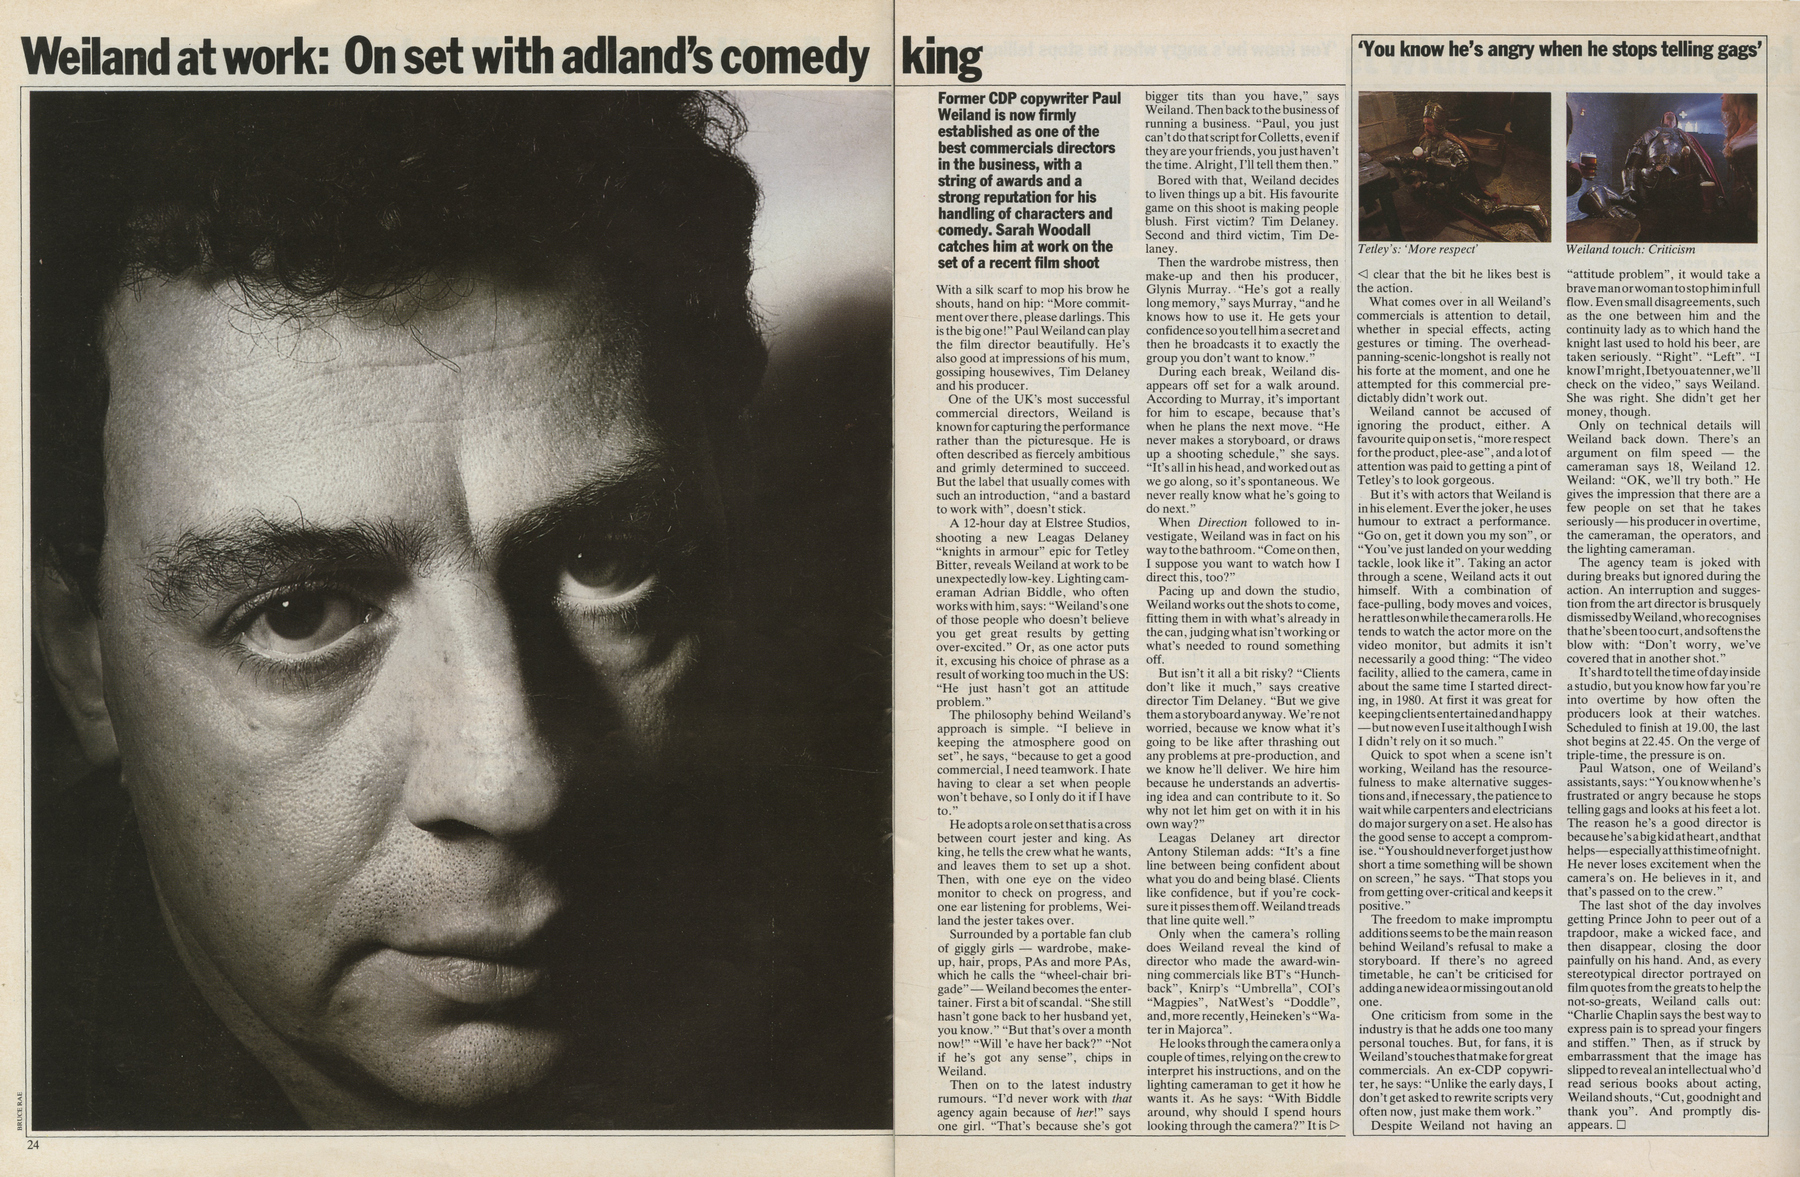 Weiland at work: On set with adland's comedy king
BRUCE RAE
24
Former CDP copywriter Paul
Weiland is now firmly
established as one of the
best commercials directors
in the business, with a
string of awards and a
strong reputation for his
handling of characters and
comedy. Sarah Woodall
catches him at work on the
set of a recent film shoot
With a silk scarf to mop his brow he
shouts, hand on hip: “More commit-
ment over there, please darlings. This
is the big one!” Paul Weiland can play
the film director beautifully. He's
also good at impressions of his mum,
gossiping housewives, Tim Delaney
and his producer.
One of the UK's most successful
commercial directors, Weiland is
known for capturing the performance
rather than the picturesque. He is
often described as fiercely ambitious
and grimly determined to succeed.
But the label that usually comes with
such an introduction, “and a bastard
to work with”, doesn't stick.
A 12-hour day at Elstree Studios,
shooting a new Leagas Delaney
“knights in armour” epic for Tetley
Bitter, reveals Weiland at work to be
unexpectedly low-key. Lighting cam-
eraman Adrian Biddle, who often
works with him, says: “Weiland's one
of those people who doesn't believe
you get great results by getting
over-excited.” Or, as one actor puts
it, excusing his choice of phrase as a
result of working too much in the US:
“He just hasn't got an attitude
problem.”
The philosophy behind Weiland's
approach is simple. “I believe in
keeping the atmosphere good on
set”, he says, “because to get a good
commercial, I need teamwork. I hate
having to clear a set when people
won't behave, so I only do it if I have
to.”
He adopts a role on set that is a cross
between court jester and king. As
king, he tells the crew what he wants,
and leaves them to set up a shot.
Then, with one eye on the video
monitor to check on progress, and
one ear listening for problems, Wei-
land the jester takes over.
Surrounded by a portable fan club
of giggly girls — wardrobe, make-
up, hair, props, PAs and more PAs,
which he calls the “wheel-chair bri-
gade” — Weiland becomes the enter-
tainer. First a bit of scandal. “She still
hasn't gone back to her husband yet,
you know.” “But that's over a month
now!” “Will 'e have her back?” “Not
if he's got any sense”, chips in
Weiland.
Then on to the latest industry
rumours. “I'd never work with that
agency again because of her!” says
one girl. “That's because she's got
bigger tits than you have,” says
Weiland. Then back to the business of
running a business. “Paul, you just
can't do that script for Colletts, even if
they are your friends, you just haven't
the time. Alright, I'll tell them then.”
Bored with that, Weiland decides
to liven things up a bit. His favourite
game on this shoot is making people
blush. First victim? Tim Delaney.
Second and third victim, Tim De-
laney.
Then the wardrobe mistress, then
make-up and then his producer,
Glynis Murray. “He's got a really
long memory,” says Murray, “and he
knows how to use it. He gets your
confidence so you tell him a secret and
then he broadcasts it to exactly the
group you don't want to know.”
During each break, Weiland dis-
appears off set for a walk around.
According to Murray, it's important
for him to escape, because that's
when he plans the next move. “He
never makes a storyboard, or draws
up a shooting schedule,” she says.
“It's all in his head, and worked out as
we go along, so it's spontaneous. We
never really know what he's going to
do next.”
When Direction followed to in-
vestigate, Weiland was in fact on his
way to the bathroom. “Come on then,
I suppose you want to watch how I
direct this, too?”
Pacing up and down the studio,
Weiland works out the shots to come,
fitting them in with what's already in
the can, judging what isn't working or
what's needed to round something
off.
But isn't it all a bit risky? “Clients
don't like it much,” says creative
director Tim Delaney. “But we give
them a storyboard anyway. We're not
worried, because we know what it's
going to be like after thrashing out
any problems at pre-production, and
we know he'll deliver. We hire him
because he understands an advertis-
ing idea and can contribute to it. So
why not let him get on with it in his
own way?”
Leagas Delaney art director
Antony Stileman adds: “It's a fine
line between being confident about
what you do and being blasé. Clients
like confidence, but if you're cock-
sure it pisses them off. Weiland treads
that line quite well.”
Only when the camera's rolling
does Weiland reveal the kind of
director who made the award-win-
ning commercials like BT's “Hunch-
back”, Knirp's “Umbrella”, COI's
“Magpies”, NatWest's “Doddle”,
and, more recently, Heineken's “Wa-
ter in Majorca”.
He looks through the camera only a
couple of times, relying on the crew to
interpret his instructions, and on the
lighting cameraman to get it how he
wants it. As he says: “With Biddle
around, why should I spend hours
looking through the camera?” It is ▷
‘You know he's angry when he stops telling gags’
Tetley's: ‘More respect’
Weiland touch: Criticism
◁ clear that the bit he likes best is
the action.
What comes over in all Weiland's
commercials is attention to detail,
whether in special effects, acting
gestures or timing. The overhead-
panning-scenic-longshot is really not
his forte at the moment, and one he
attempted for this commercial pre-
dictably didn't work out.
Weiland cannot be accused of
ignoring the product, either. A
favourite quip on set is, “more respect
for the product, plee-ase”, and a lot of
attention was paid to getting a pint of
Tetley's to look gorgeous.
But it's with actors that Weiland is
in his element. Ever the joker, he uses
humour to extract a performance.
“Go on, get it down you my son”, or
“You've just landed on your wedding
tackle, look like it”. Taking an actor
through a scene, Weiland acts it out
himself. With a combination of
face-pulling, body moves and voices,
he rattles on while the camera rolls. He
tends to watch the actor more on the
video monitor, but admits it isn't
necessarily a good thing: “The video
facility, allied to the camera, came in
about the same time I started direct-
ing, in 1980. At first it was great for
keeping clients entertained and happy
— but now even I use it although I wish
I didn't rely on it so much.”
Quick to spot when a scene isn't
working, Weiland has the resource-
fulness to make alternative sugges-
tions and, if necessary, the patience to
wait while carpenters and electricians
do major surgery on a set. He also has
the good sense to accept a comprom-
ise. “You should never forget just how
short a time something will be shown
on screen,” he says. “That stops you
from getting over-critical and keeps it
positive.”
The freedom to make impromptu
additions seems to be the main reason
behind Weiland's refusal to make a
storyboard. If there's no agreed
timetable, he can't be criticised for
adding a new idea or missing out an old
one.
One criticism from some in the
industry is that he adds one too many
personal touches. But, for fans, it is
Weiland's touches that make for great
commercials. An ex-CDP copywri-
ter, he says: “Unlike the early days, I
don't get asked to rewrite scripts very
often now, just make them work.”
Despite Weiland not having an
“attitude problem”, it would take a
brave man or woman to stop him in full
flow. Even small disagreements, such
as the one between him and the
continuity lady as to which hand the
knight last used to hold his beer, are
taken seriously. “Right”. “Left”. “I
know I'm right, I bet you a tenner, we'll
check on the video,” says Weiland.
She was right. She didn't get her
money, though.
Only on technical details will
Weiland back down. There's an
argument on film speed — the
cameraman says 18, Weiland 12.
Weiland: “OK, we'll try both.” He
gives the impression that there are a
few people on set that he takes
seriously — his producer in overtime,
the cameraman, the operators, and
the lighting cameraman.
The agency team is joked with
during breaks but ignored during the
action. An interruption and sugges-
tion from the art director is brusquely
dismissed by Weiland, who recognises
that he's been too curt, and softens the
blow with: “Don't worry, we've
covered that in another shot.”
It's hard to tell the time of day inside
a studio, but you know how far you're
into overtime by how often the
producers look at their watches.
Scheduled to finish at 19.00, the last
shot begins at 22.45. On the verge of
triple-time, the pressure is on.
Paul Watson, one of Weiland's
assistants, says: “You know when he's
frustrated or angry because he stops
telling gags and looks at his feet a lot.
The reason he's a good director is
because he's a big kid at heart, and that
helps — especially at this time of night.
He never loses excitement when the
camera's on. He believes in it, and
that's passed on to the crew.”
The last shot of the day involves
getting Prince John to peer out of a
trapdoor, make a wicked face, and
then disappear, closing the door
painfully on his hand. And, as every
stereotypical director portrayed on
film quotes from the greats to help the
not-so-greats, Weiland calls out:
“Charlie Chaplin says the best way to
express pain is to spread your fingers
and stiffen.” Then, as if struck by
embarrassment that the image has
slipped to reveal an intellectual who'd
read serious books about acting,
Weiland shouts, “Cut, goodnight and
thank you”. And promptly dis-
appears. □